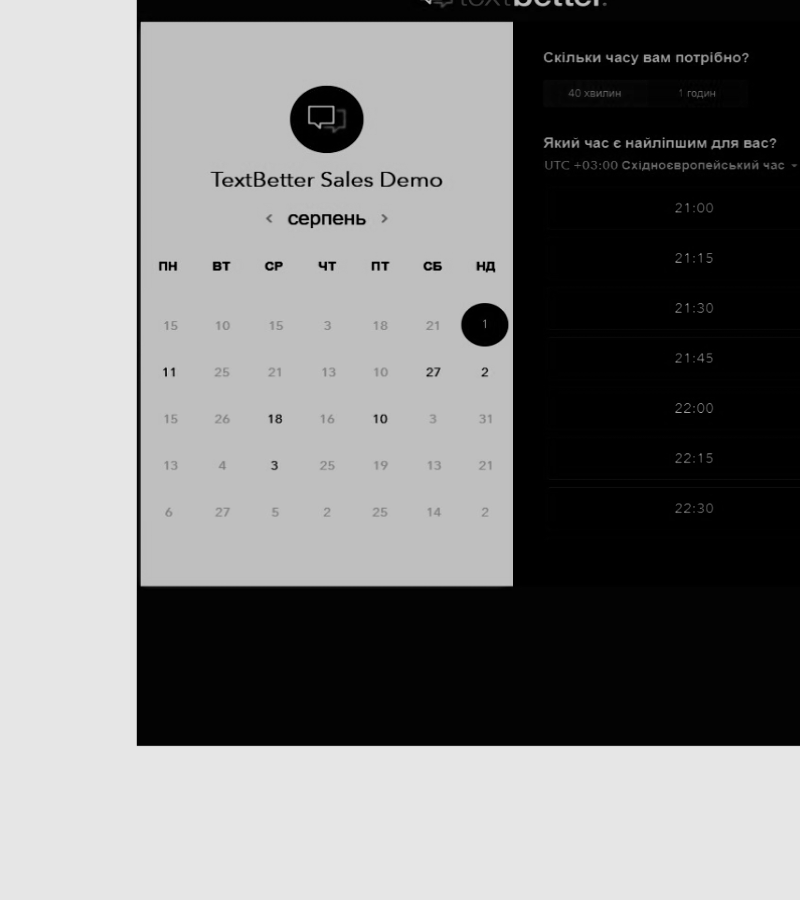 textbetter.
TextBetter Sales Demo
< серпень >
ПН ВТ СР ЧТ ПТ СБ НД
15 10 15 3 18 21 1
11 25 21 13 10 27 2
15 26 18 16 10 3 31
13 4 3 25 19 13 21
6 27 5 2 25 14 2
Скільки часу вам потрібно?
40 хвилин 1 годин
Який час є найліпшим для вас?
UTC +03:00 Східноєвропейський час
21:00
21:15
21:30
21:45
22:00
22:15
22:30